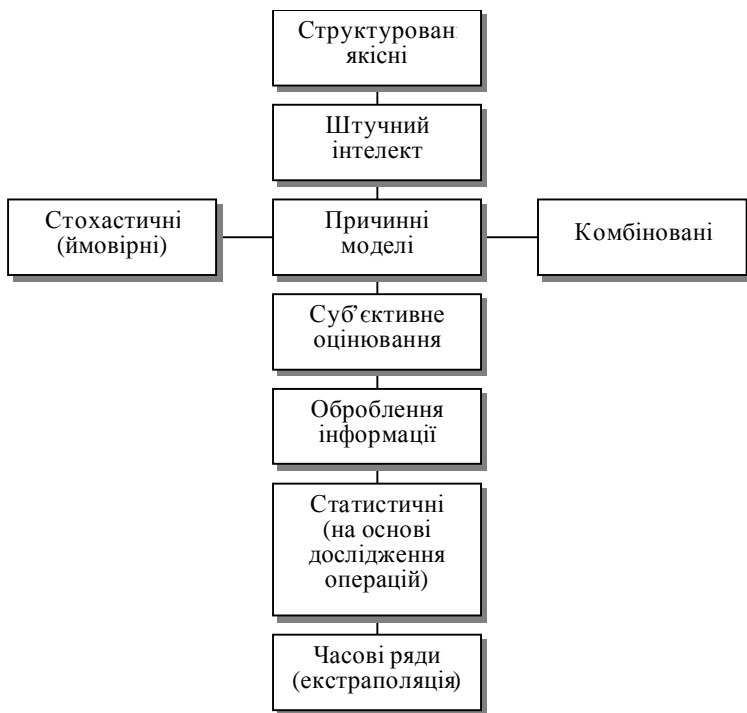 Структурован
якісні
Штучний
інтелект
Стохастичні
(ймовірні)
Причинні
моделі
Комбіновані
Суб’єктивне
оцінювання
Оброблення
інформації
Статистичні
(на основі
дослідження
операцій)
Часові ряди
(екстраполяція)